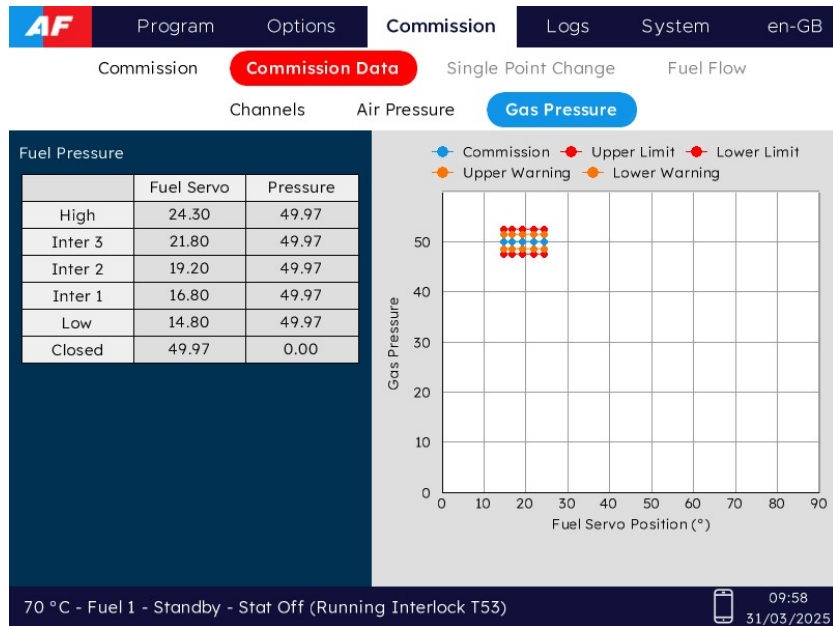 AF Program Options Commission Logs System en-GB
Commission Commission Data Single Point Change Fuel Flow
Channels Air Pressure Gas Pressure
Fuel Pressure
Fuel Servo Pressure
High 24.30 49.97
Inter 3 21.80 49.97
Inter 2 19.20 49.97
Inter 1 16.80 49.97
Low 14.80 49.97
Closed 49.97 0.00
Commission Upper Limit Lower Limit
Upper Warning Lower Warning
Gas Pressure
50
40
30
20
10
0
0 10 20 30 40 50 60 70 80 90
Fuel Servo Position (°)
70 °C - Fuel 1 - Standby - Stat Off (Running Interlock T53)
09:58
31/03/2025